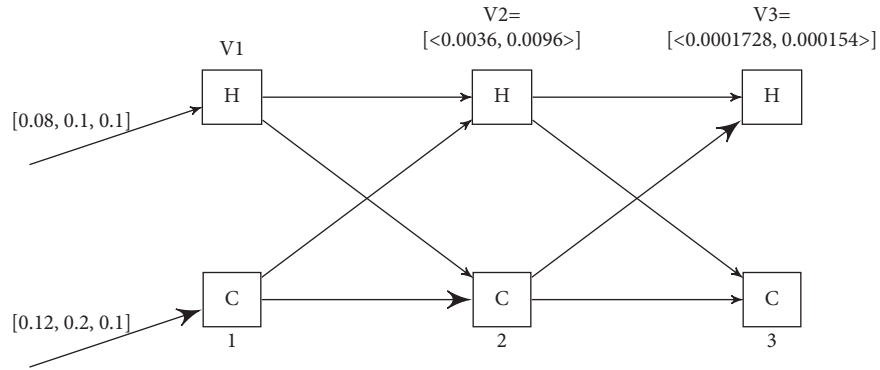 V2=
[<0.0036, 0.0096>]
V3=
[<0.0001728, 0.000154>]
V1
H
H
H
[0.08, 0.1, 0.1]
C
C
C
[0.12, 0.2, 0.1]
1
2
3